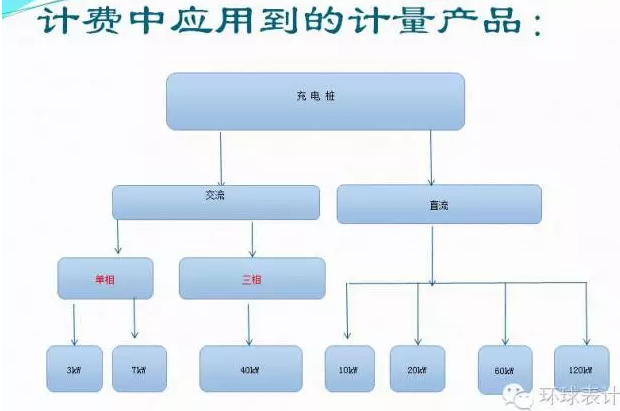 计费中应用到的计量产品：
充电桩
交流
直流
单相
三相
3kW
7kW
40kW
10kW
20kW
60kW
120kW
环球表计